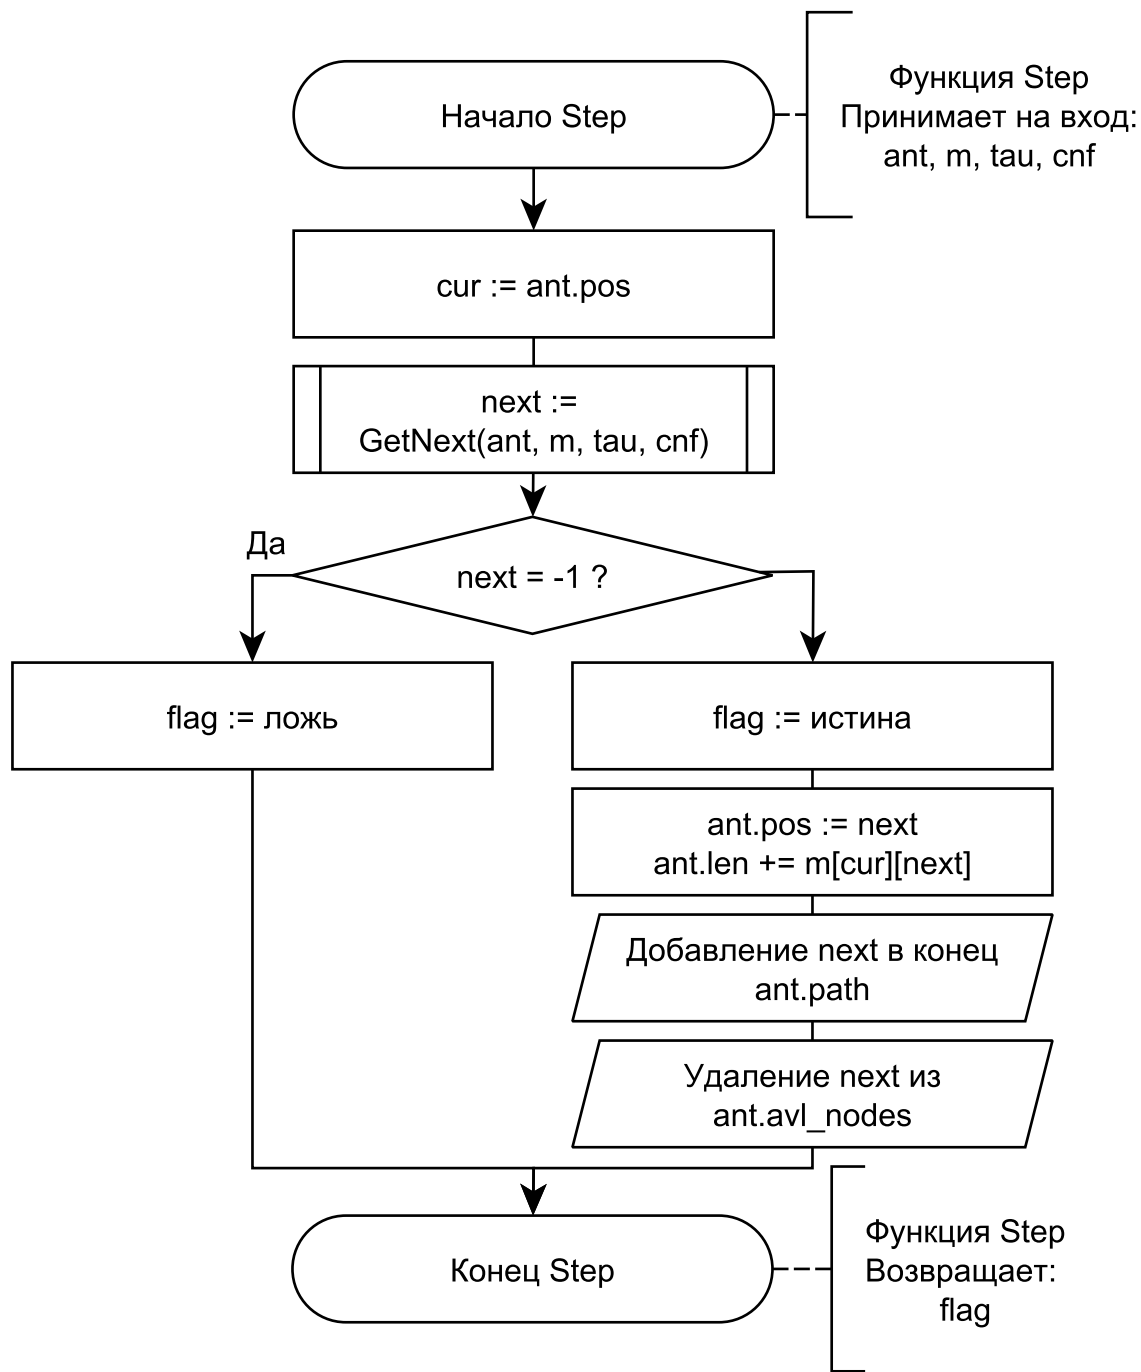 Начало Step
Функция Step
Принимает на вход:
ant, m, tau, cnf
cur := ant.pos
next :=
GetNext(ant, m, tau, cnf)
Да
next = -1 ?
flag := ложь
flag := истина
ant.pos := next
ant.len += m[cur][next]
Добавление next в конец
ant.path
Удаление next из
ant.avl_nodes
Конец Step
Функция Step
Возвращает:
flag